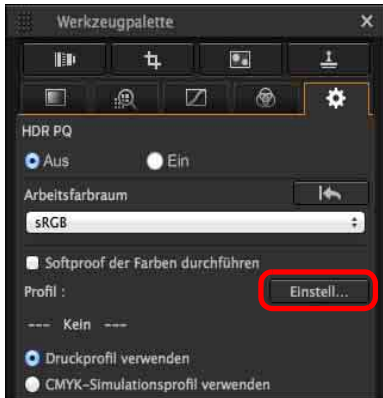 Werkzeugpalette
HDR PQ
Aus Ein
Arbeitsfarbraum
sRGB
Softproof der Farben durchführen
Profil : Einstell...
--- Kein ---
Druckprofil verwenden
CMYK-Simulationsprofil verwenden